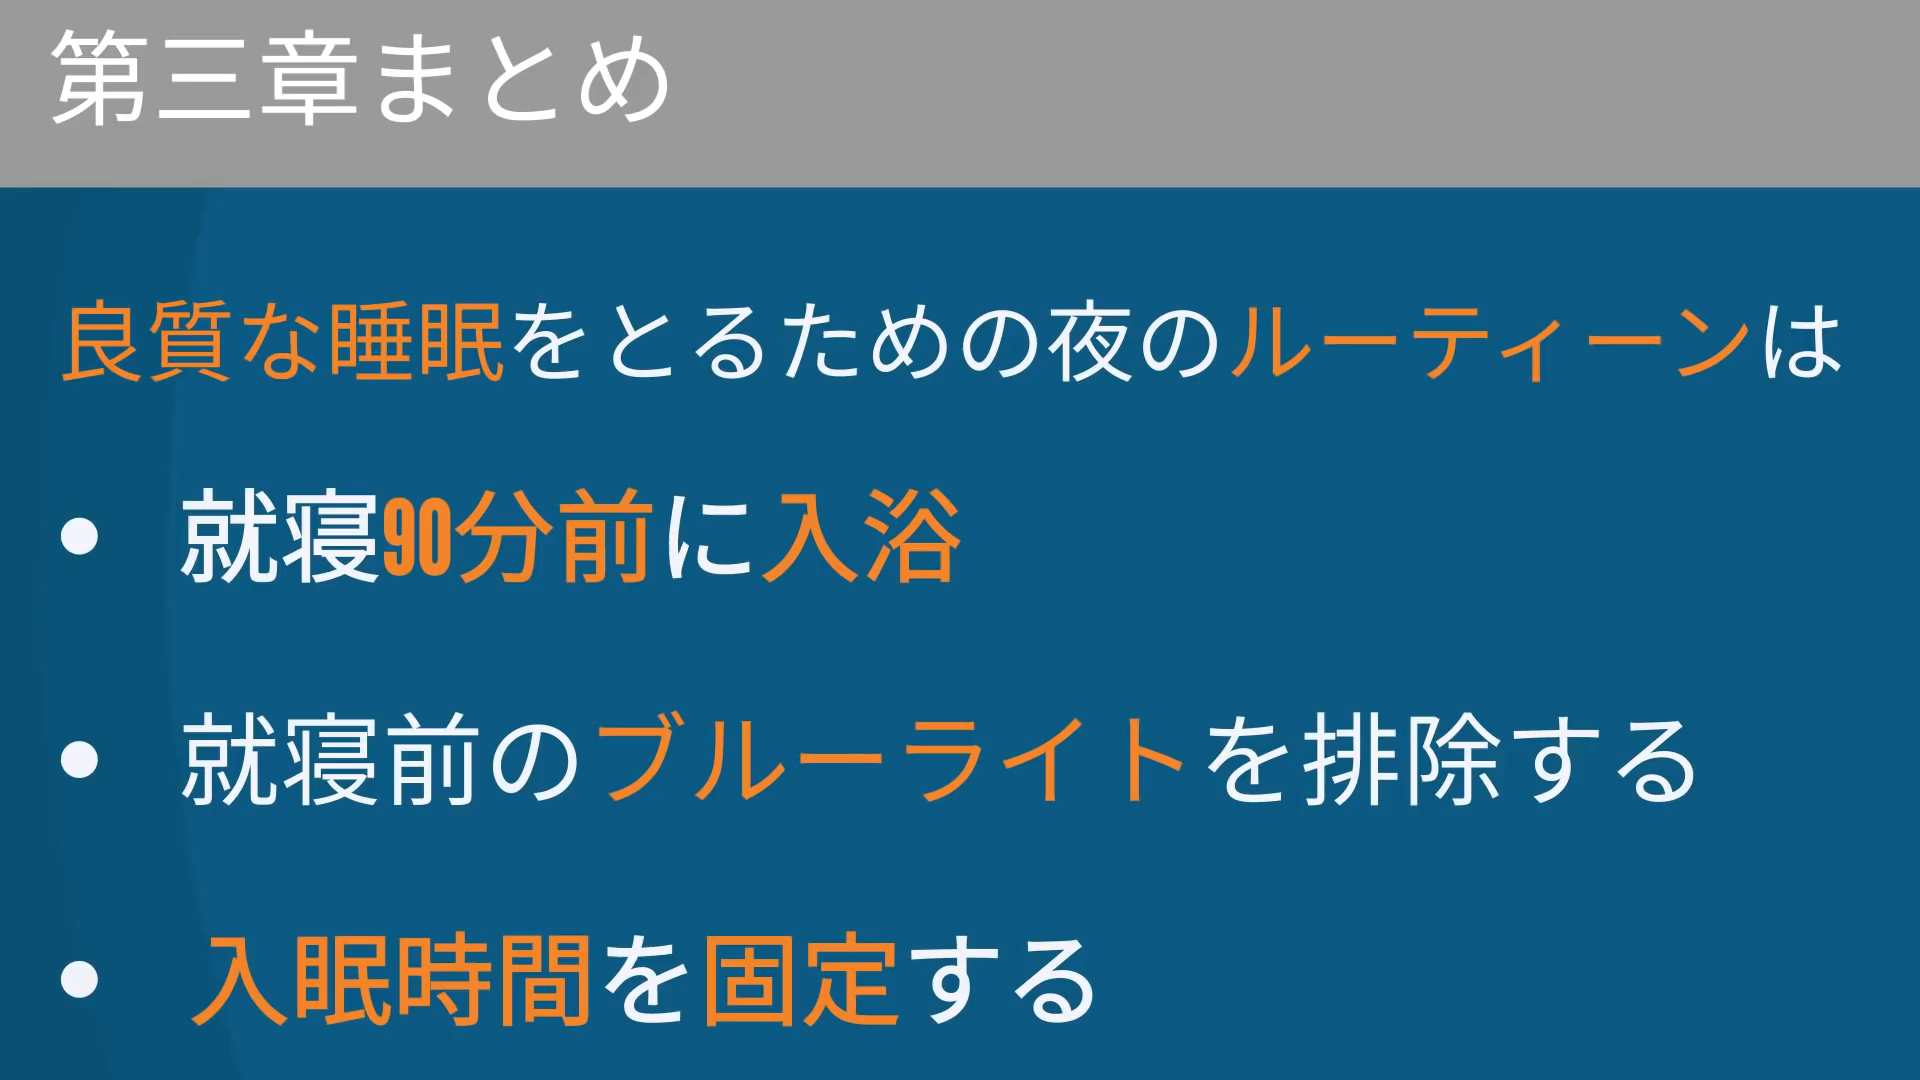 第三章まとめ
良質な睡眠をとるための夜のルーティーンは
• 就寝90分前に入浴
• 就寝前のブルーライトを排除する
• 入眠時間を固定する